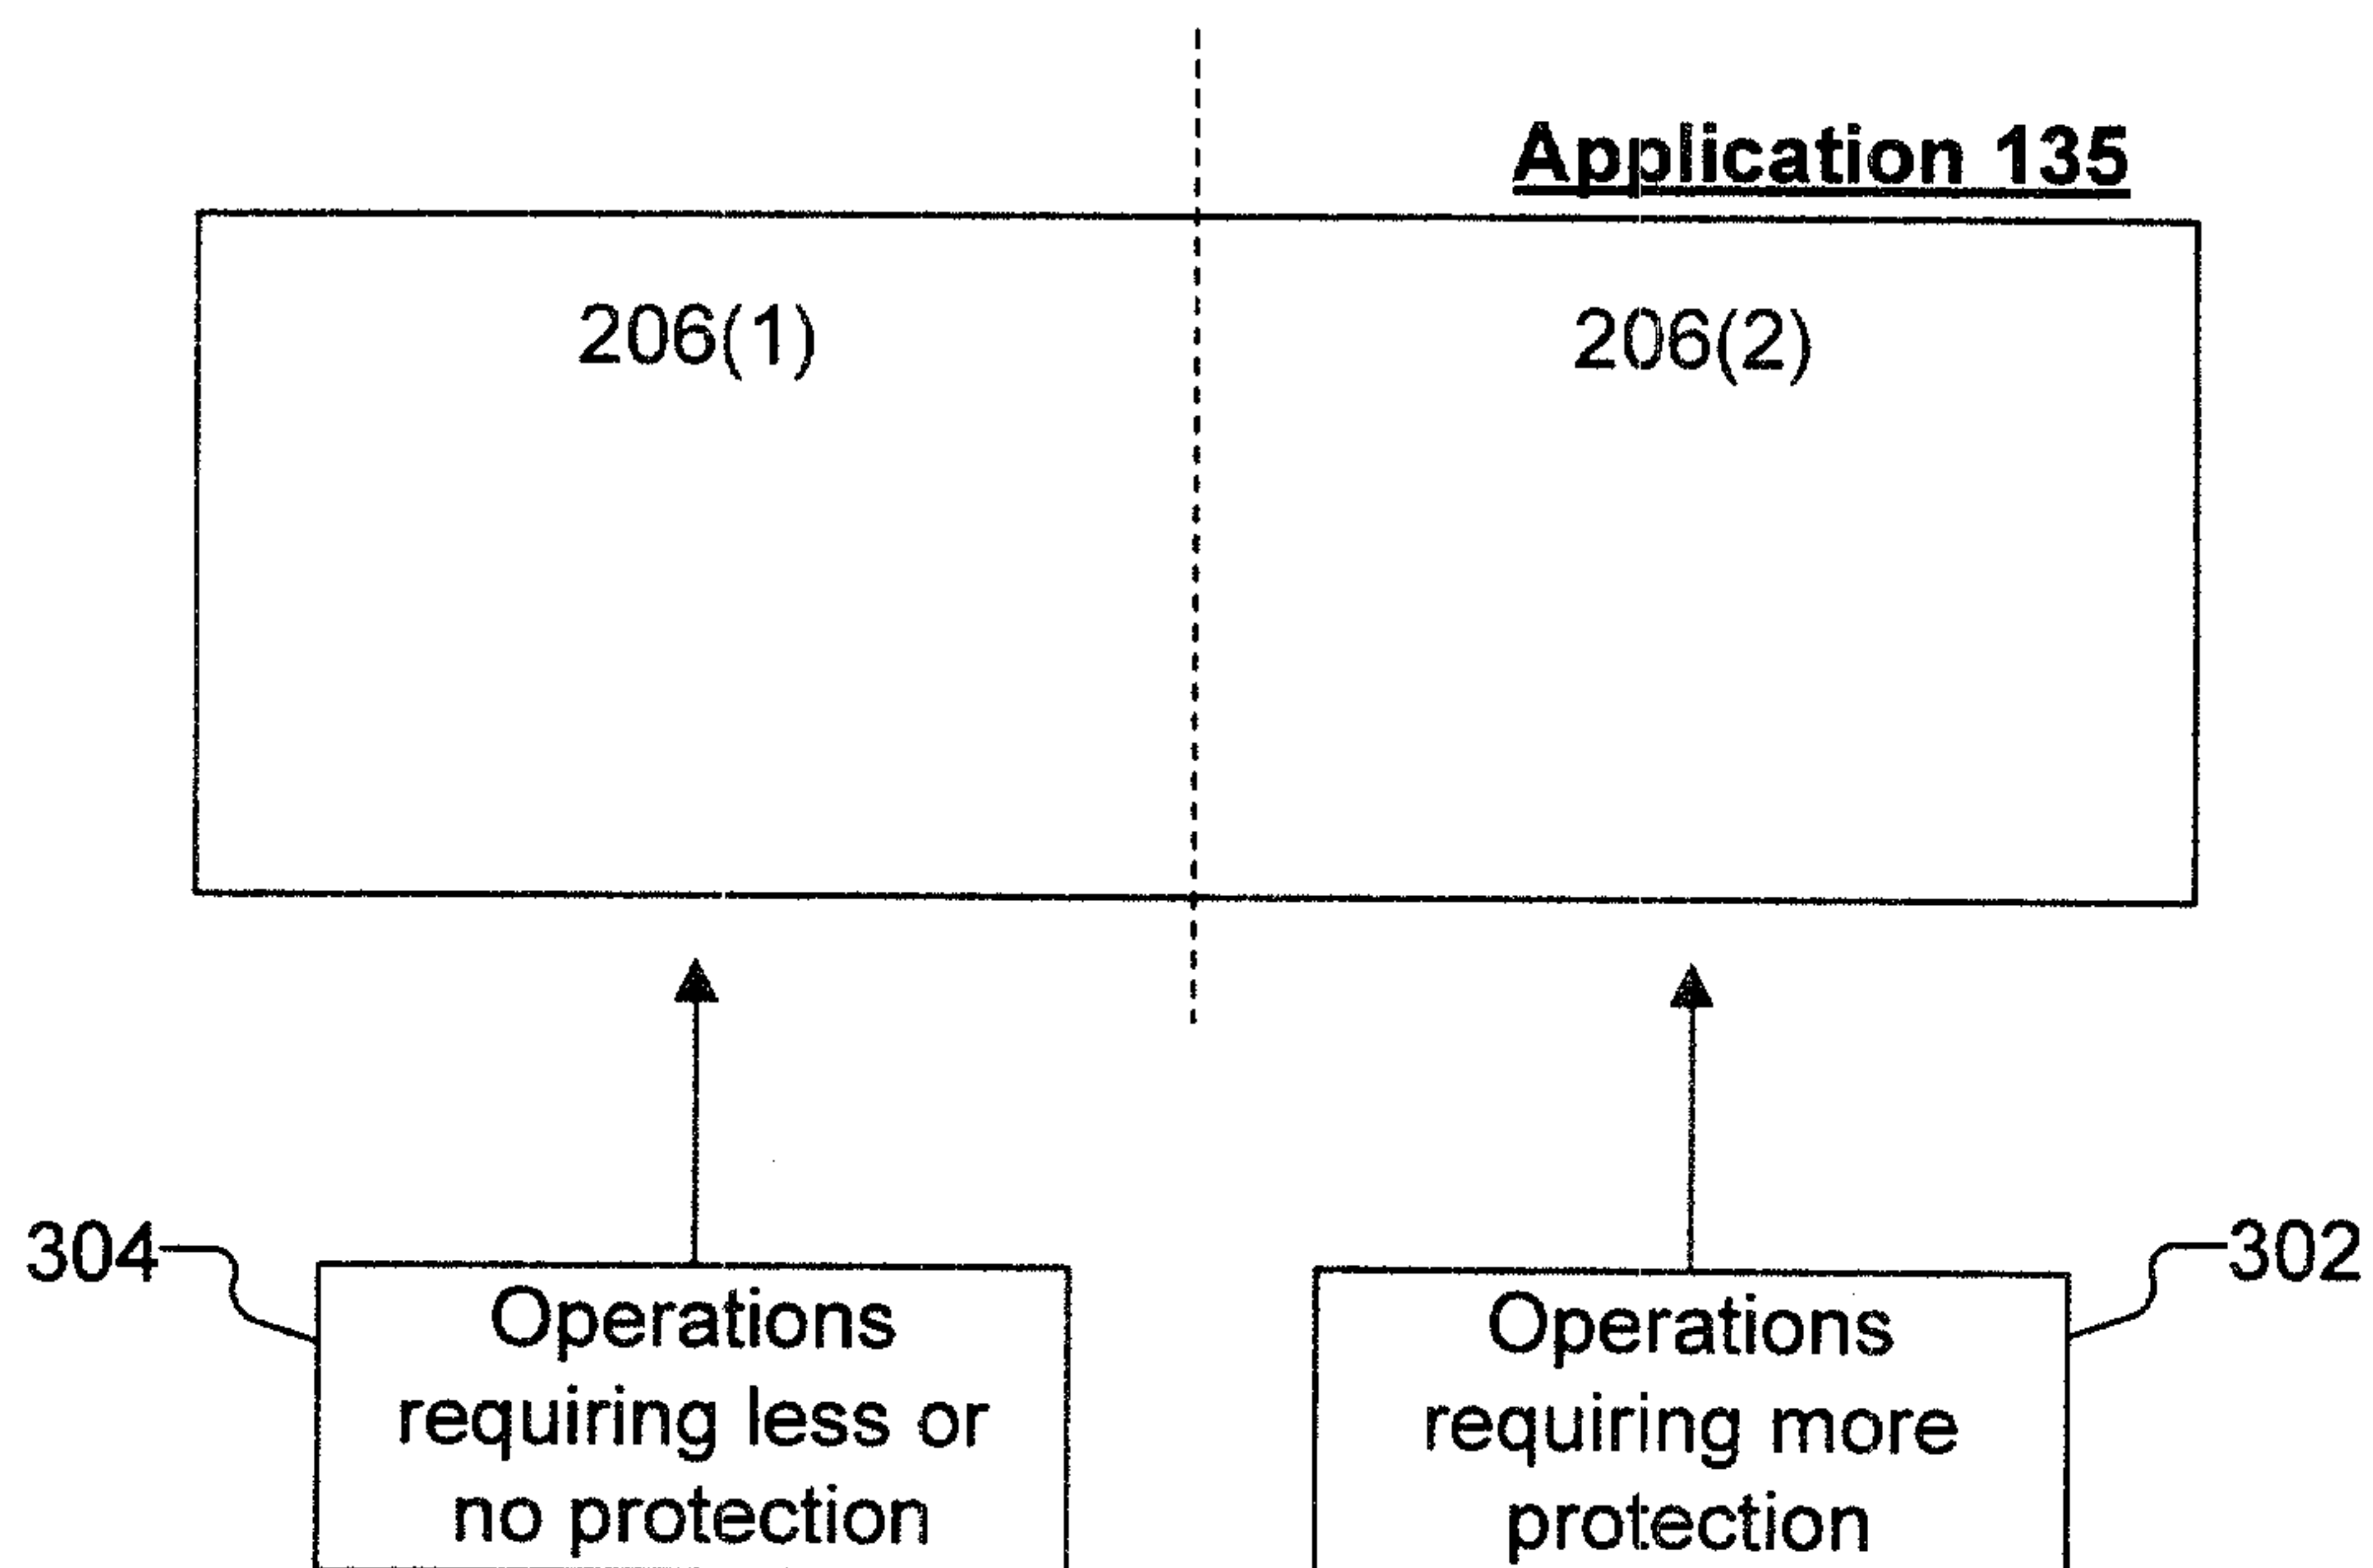 Application 135
206(1)
206(2)
304
Operations
requiring less or
no protection
Operations
requiring more
protection
302